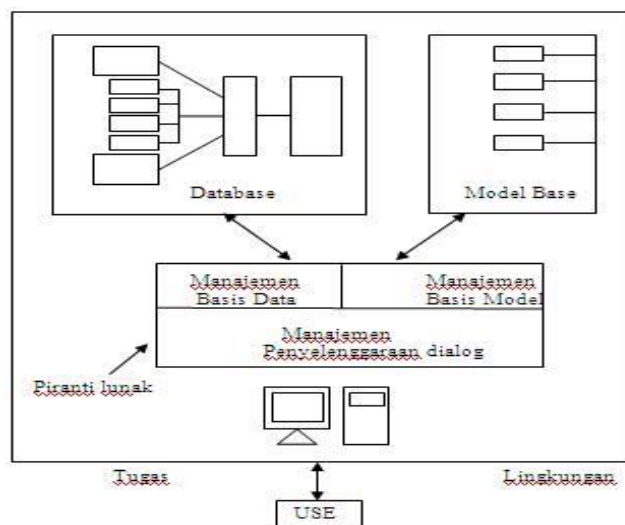 Database
Model Base
Manajemen
Basis Data
Manajemen
Basis Model
Manajemen
Penyelenggaraan dialog
Piranti lunak
Tugas
Lingkungan
USE